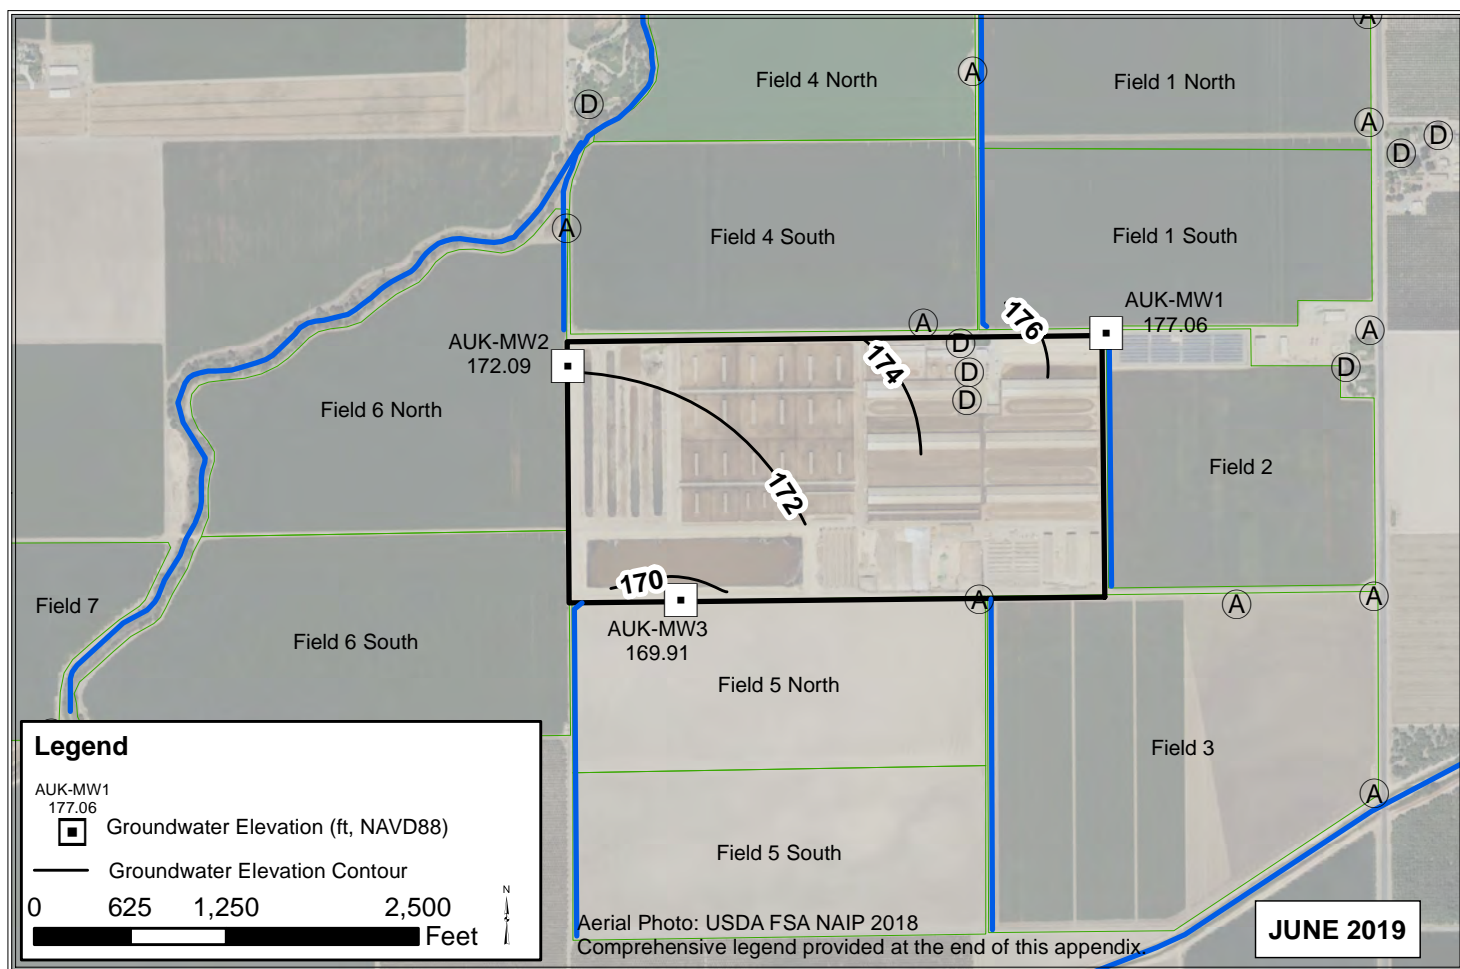 A
Field 4 North
A
Field 1 North
D
A
D
D
A
Field 4 South
Field 1 South
AUK-MW1
177.06
176
A
A
AUK-MW2
172.09
D
174
D
D
D
Field 6 North
Field 2
172
170
A
A
A
Field 7
AUK-MW3
169.91
Field 6 South
Field 5 North
Field 3
A
Field 5 South
Legend
AUK-MW1
177.06
Groundwater Elevation (ft, NAVD88)
Groundwater Elevation Contour
0 625 1,250 2,500
Feet
N
Aerial Photo: USDA FSA NAIP 2018
Comprehensive legend provided at the end of this appendix.
JUNE 2019